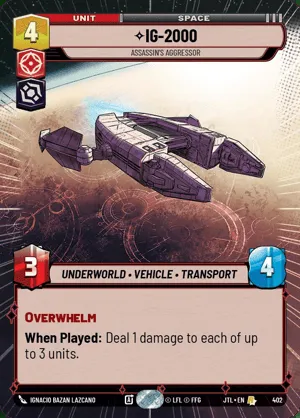 UNIT
SPACE
4
✧IG-2000
ASSASSIN'S AGGRESSOR
3
UNDERWORLD • VEHICLE • TRANSPORT
4
OVERWHELM
When Played: Deal 1 damage to each of up
to 3 units.
IGNACIO BAZAN LAZCANO
© LFL © FFG
JTL • EN
402